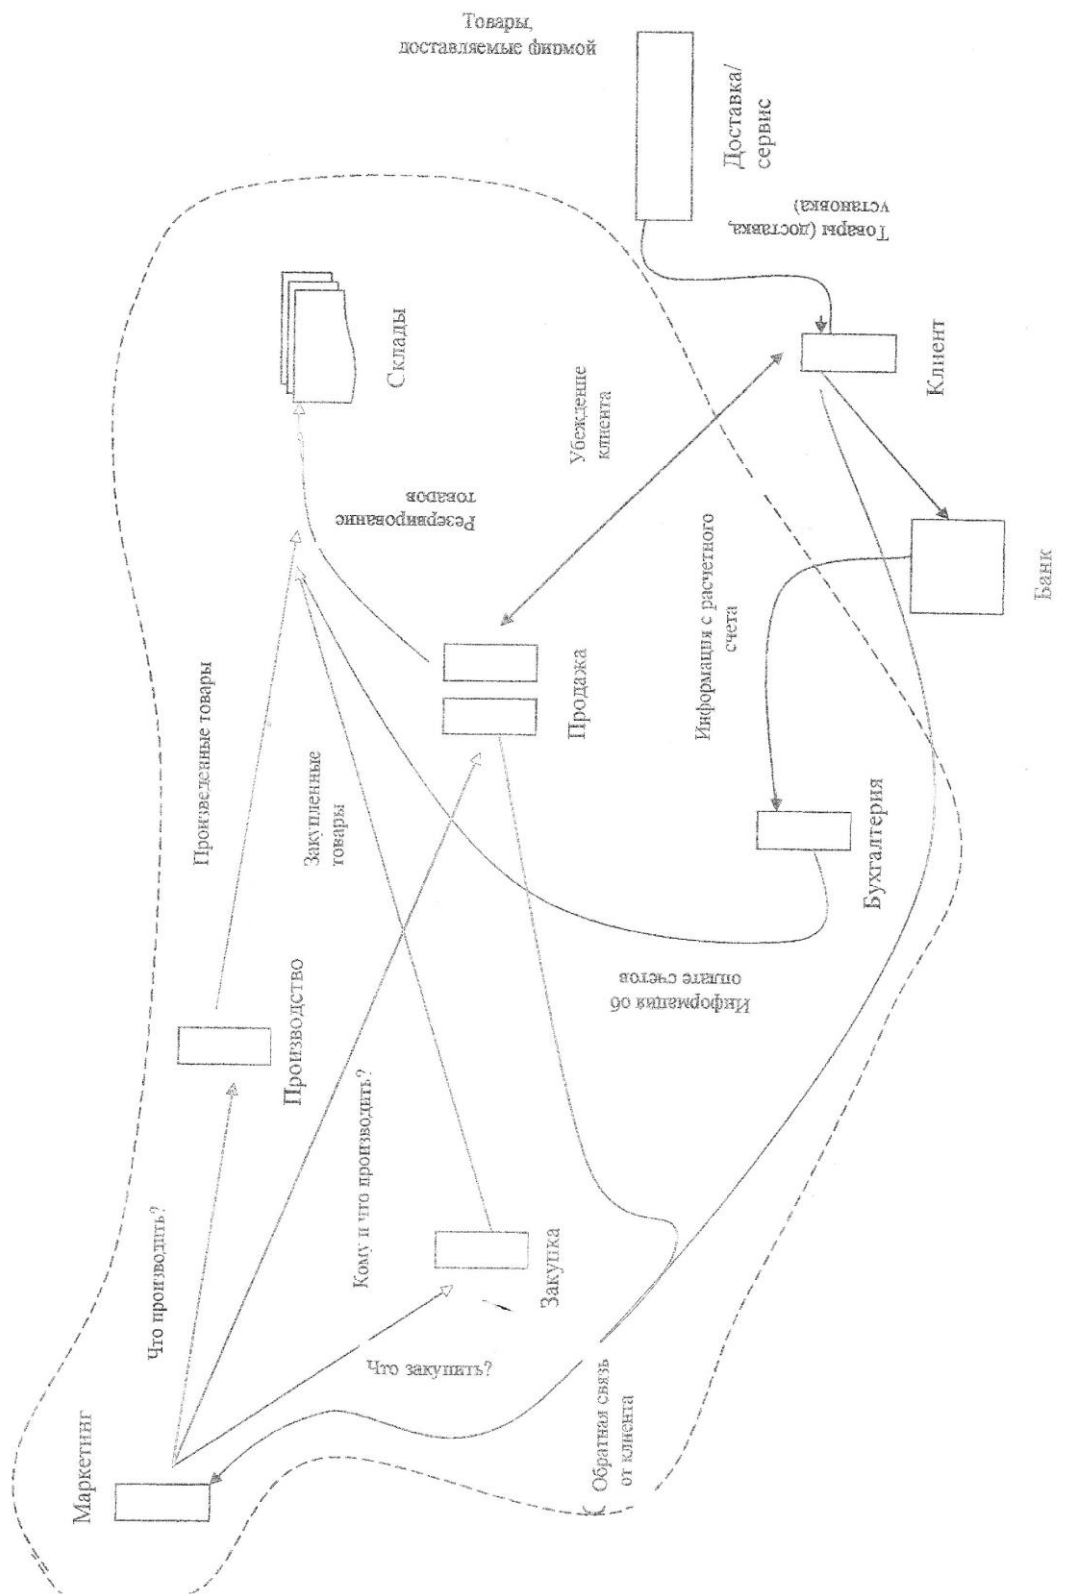 Товары,
доставляемые фирмой
Доставка/
сервис
Товары (доставка,
установка)
Склады
Клиент
Убеждение
клиента
Резервирование
товаров
Информация с расчетного
счета
Банк
Произведенные товары
Продажа
Закупленные
товары
Бухгалтерия
Производство
Информация об
оплате счетов
Кому и что производить?
Что производить?
Закупка
Что закупить?
Маркетинг
Обратная связь
от клиента